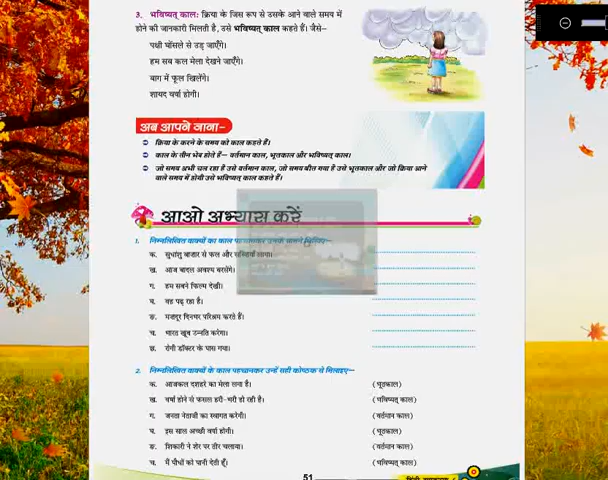 3. भविष्यत् काल: क्रिया के जिस रूप से उसके आने वाले समय में
होने की जानकारी मिलती है, उसे भविष्यत् काल कहते हैं। जैसे–
पक्षी घोंसले से उड़ जाएँगे।
हम सब कल मेला देखने जाएँगे।
बाग में फूल खिलेंगे।
शायद वर्षा होगी।
अब आपने जाना–
क्रिया के करने के समय को काल कहते हैं।
काल के तीन भेद होते हैं– वर्तमान काल, भूतकाल और भविष्यत् काल।
जो समय अभी चल रहा है उसे वर्तमान काल, जो समय बीत गया है उसे भूतकाल और जो क्रिया आने
वाले समय में होगी उसे भविष्यत् काल कहते हैं।
आओ अभ्यास करें
1. निम्नलिखित वाक्यों का काल पहचानकर उनके सामने लिखिए–
क. सुधांशु बाजार से फल और सब्जियाँ लाया।
ख. आज बादल अवश्य बरसेंगे।
ग. हम सबने फिल्म देखी।
घ. वह पढ़ रहा है।
ङ. मजदूर दिनभर परिश्रम करते हैं।
च. भारत खूब उन्नति करेगा।
छ. रोगी डॉक्टर के पास गया।
2. निम्नलिखित वाक्यों के काल पहचानकर उन्हें सही कोष्ठक से मिलाइए–
क. आजकल दशहरे का मेला लगा है। (भूतकाल)
ख. वर्षा होने से फसल हरी-भरी हो रही है। (भविष्यत् काल)
ग. जनता नेताजी का स्वागत करेगी। (वर्तमान काल)
घ. इस साल अच्छी वर्षा होगी। (भूतकाल)
ङ. शिकारी ने शेर पर तीर चलाया। (वर्तमान काल)
च. मैं पौधों को पानी देती हूँ। (भविष्यत् काल)
51